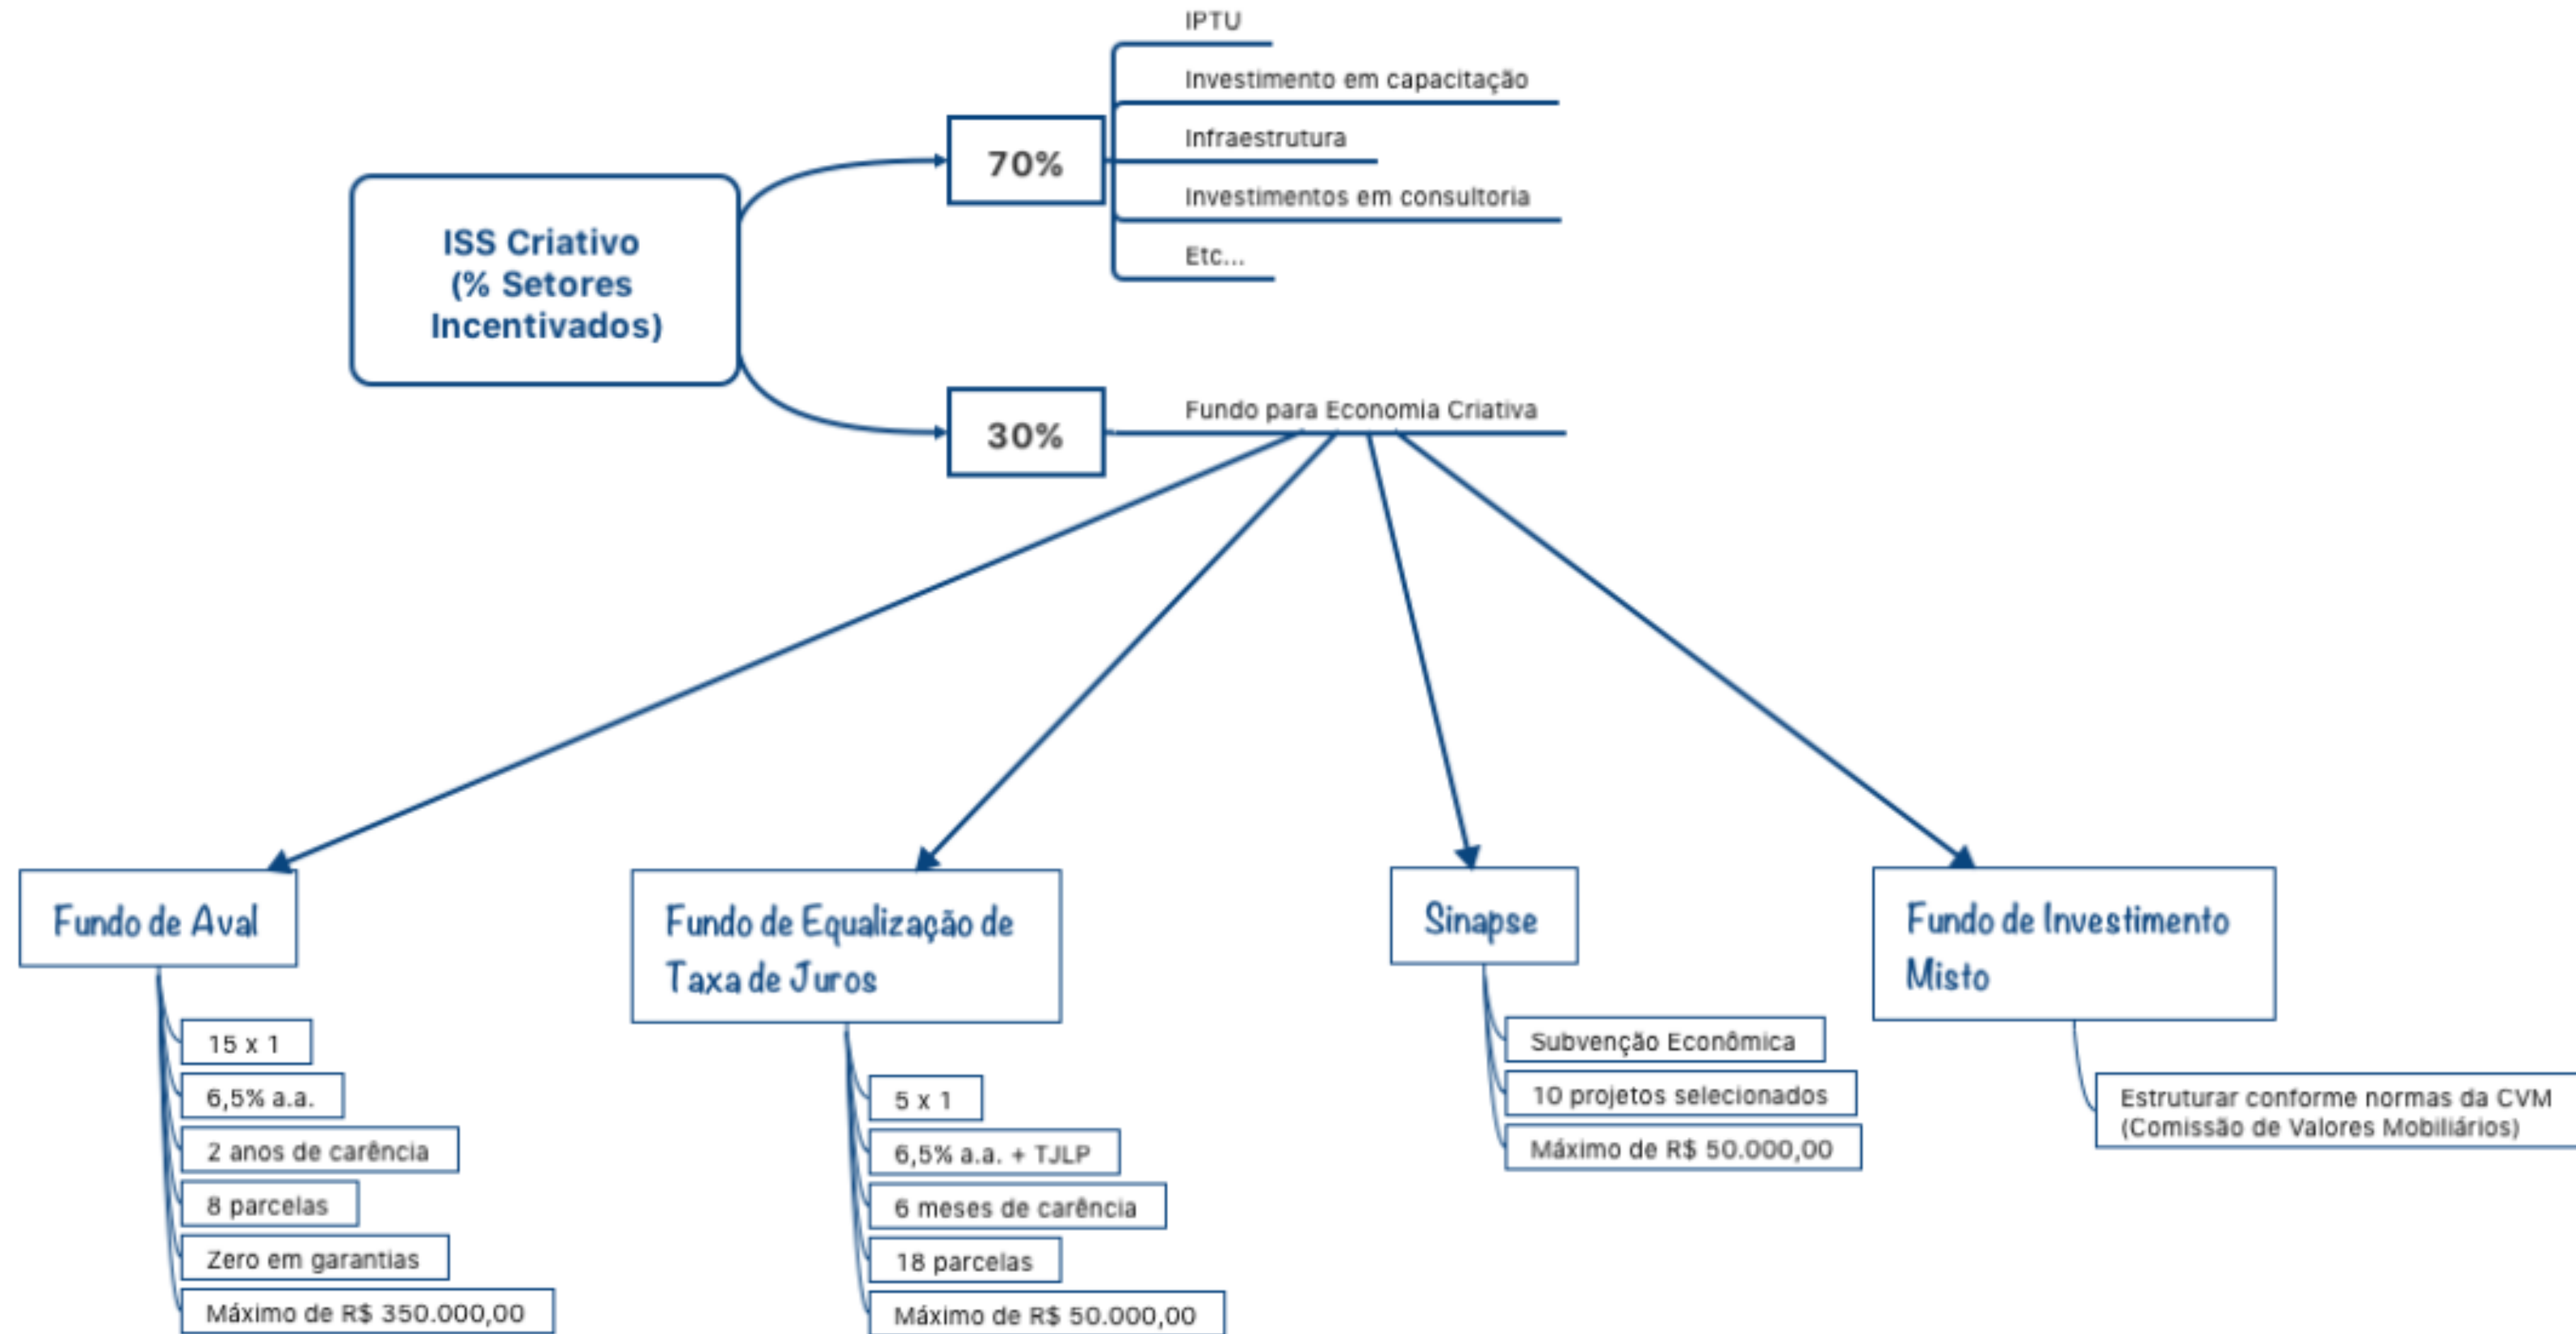 IPTU
Investimento em capacitação
Infraestrutura
Investimentos em consultoria
Etc...
70%
ISS Criativo
(% Setores
Incentivados)
30%
Fundo para Economia Criativa
Fundo de Aval
15 x 1
6,5% a.a.
2 anos de carência
8 parcelas
Zero em garantias
Máximo de R$ 350.000,00
Fundo de Equalização de
Taxa de Juros
5 x 1
6,5% a.a. + TJLP
6 meses de carência
18 parcelas
Máximo de R$ 50.000,00
Sinapse
Subvenção Econômica
10 projetos selecionados
Máximo de R$ 50.000,00
Fundo de Investimento
Misto
Estruturar conforme normas da CVM
(Comissão de Valores Mobiliários)